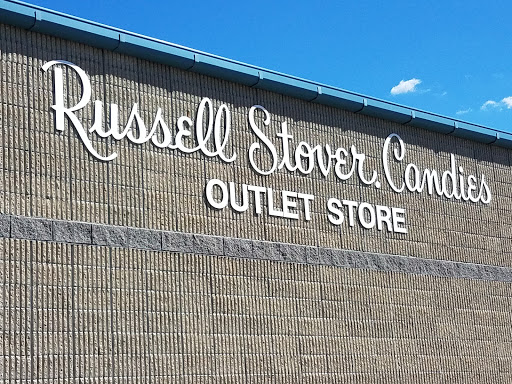 Russell Stover. Candies
OUTLET STORE